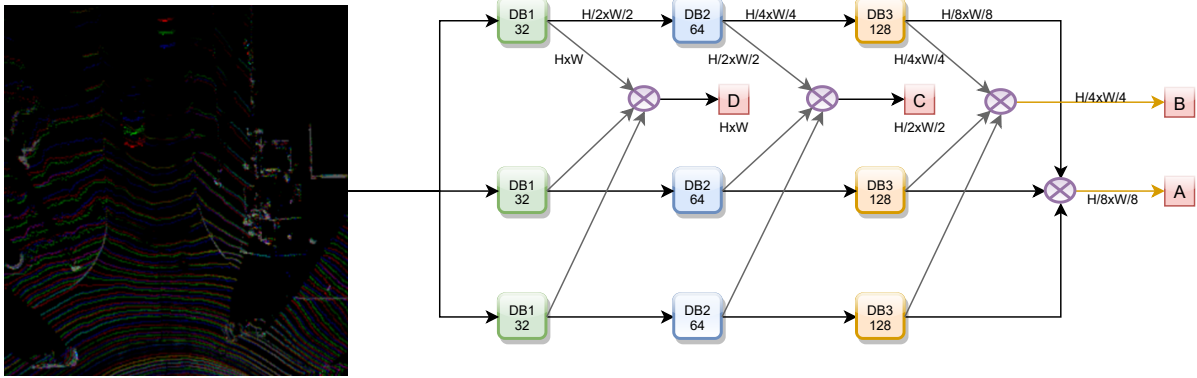 DB1
32
H/2xW/2
DB2
64
H/4xW/4
DB3
128
H/8xW/8
HxW
H/2xW/2
H/4xW/4
D
HxW
C
H/2xW/2
H/4xW/4
B
DB1
32
DB2
64
DB3
128
H/8xW/8
A
DB1
32
DB2
64
DB3
128